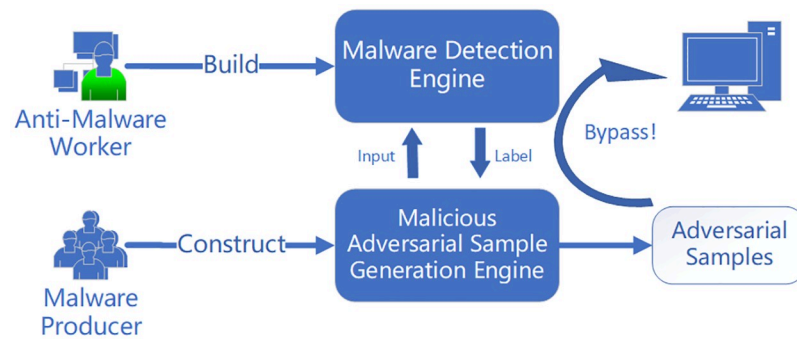 Anti-Malware
Worker
Build
Malware Detection
Engine
Input
Label
Bypass!
Malware
Producer
Construct
Malicious
Adversarial Sample
Generation Engine
Adversarial
Samples